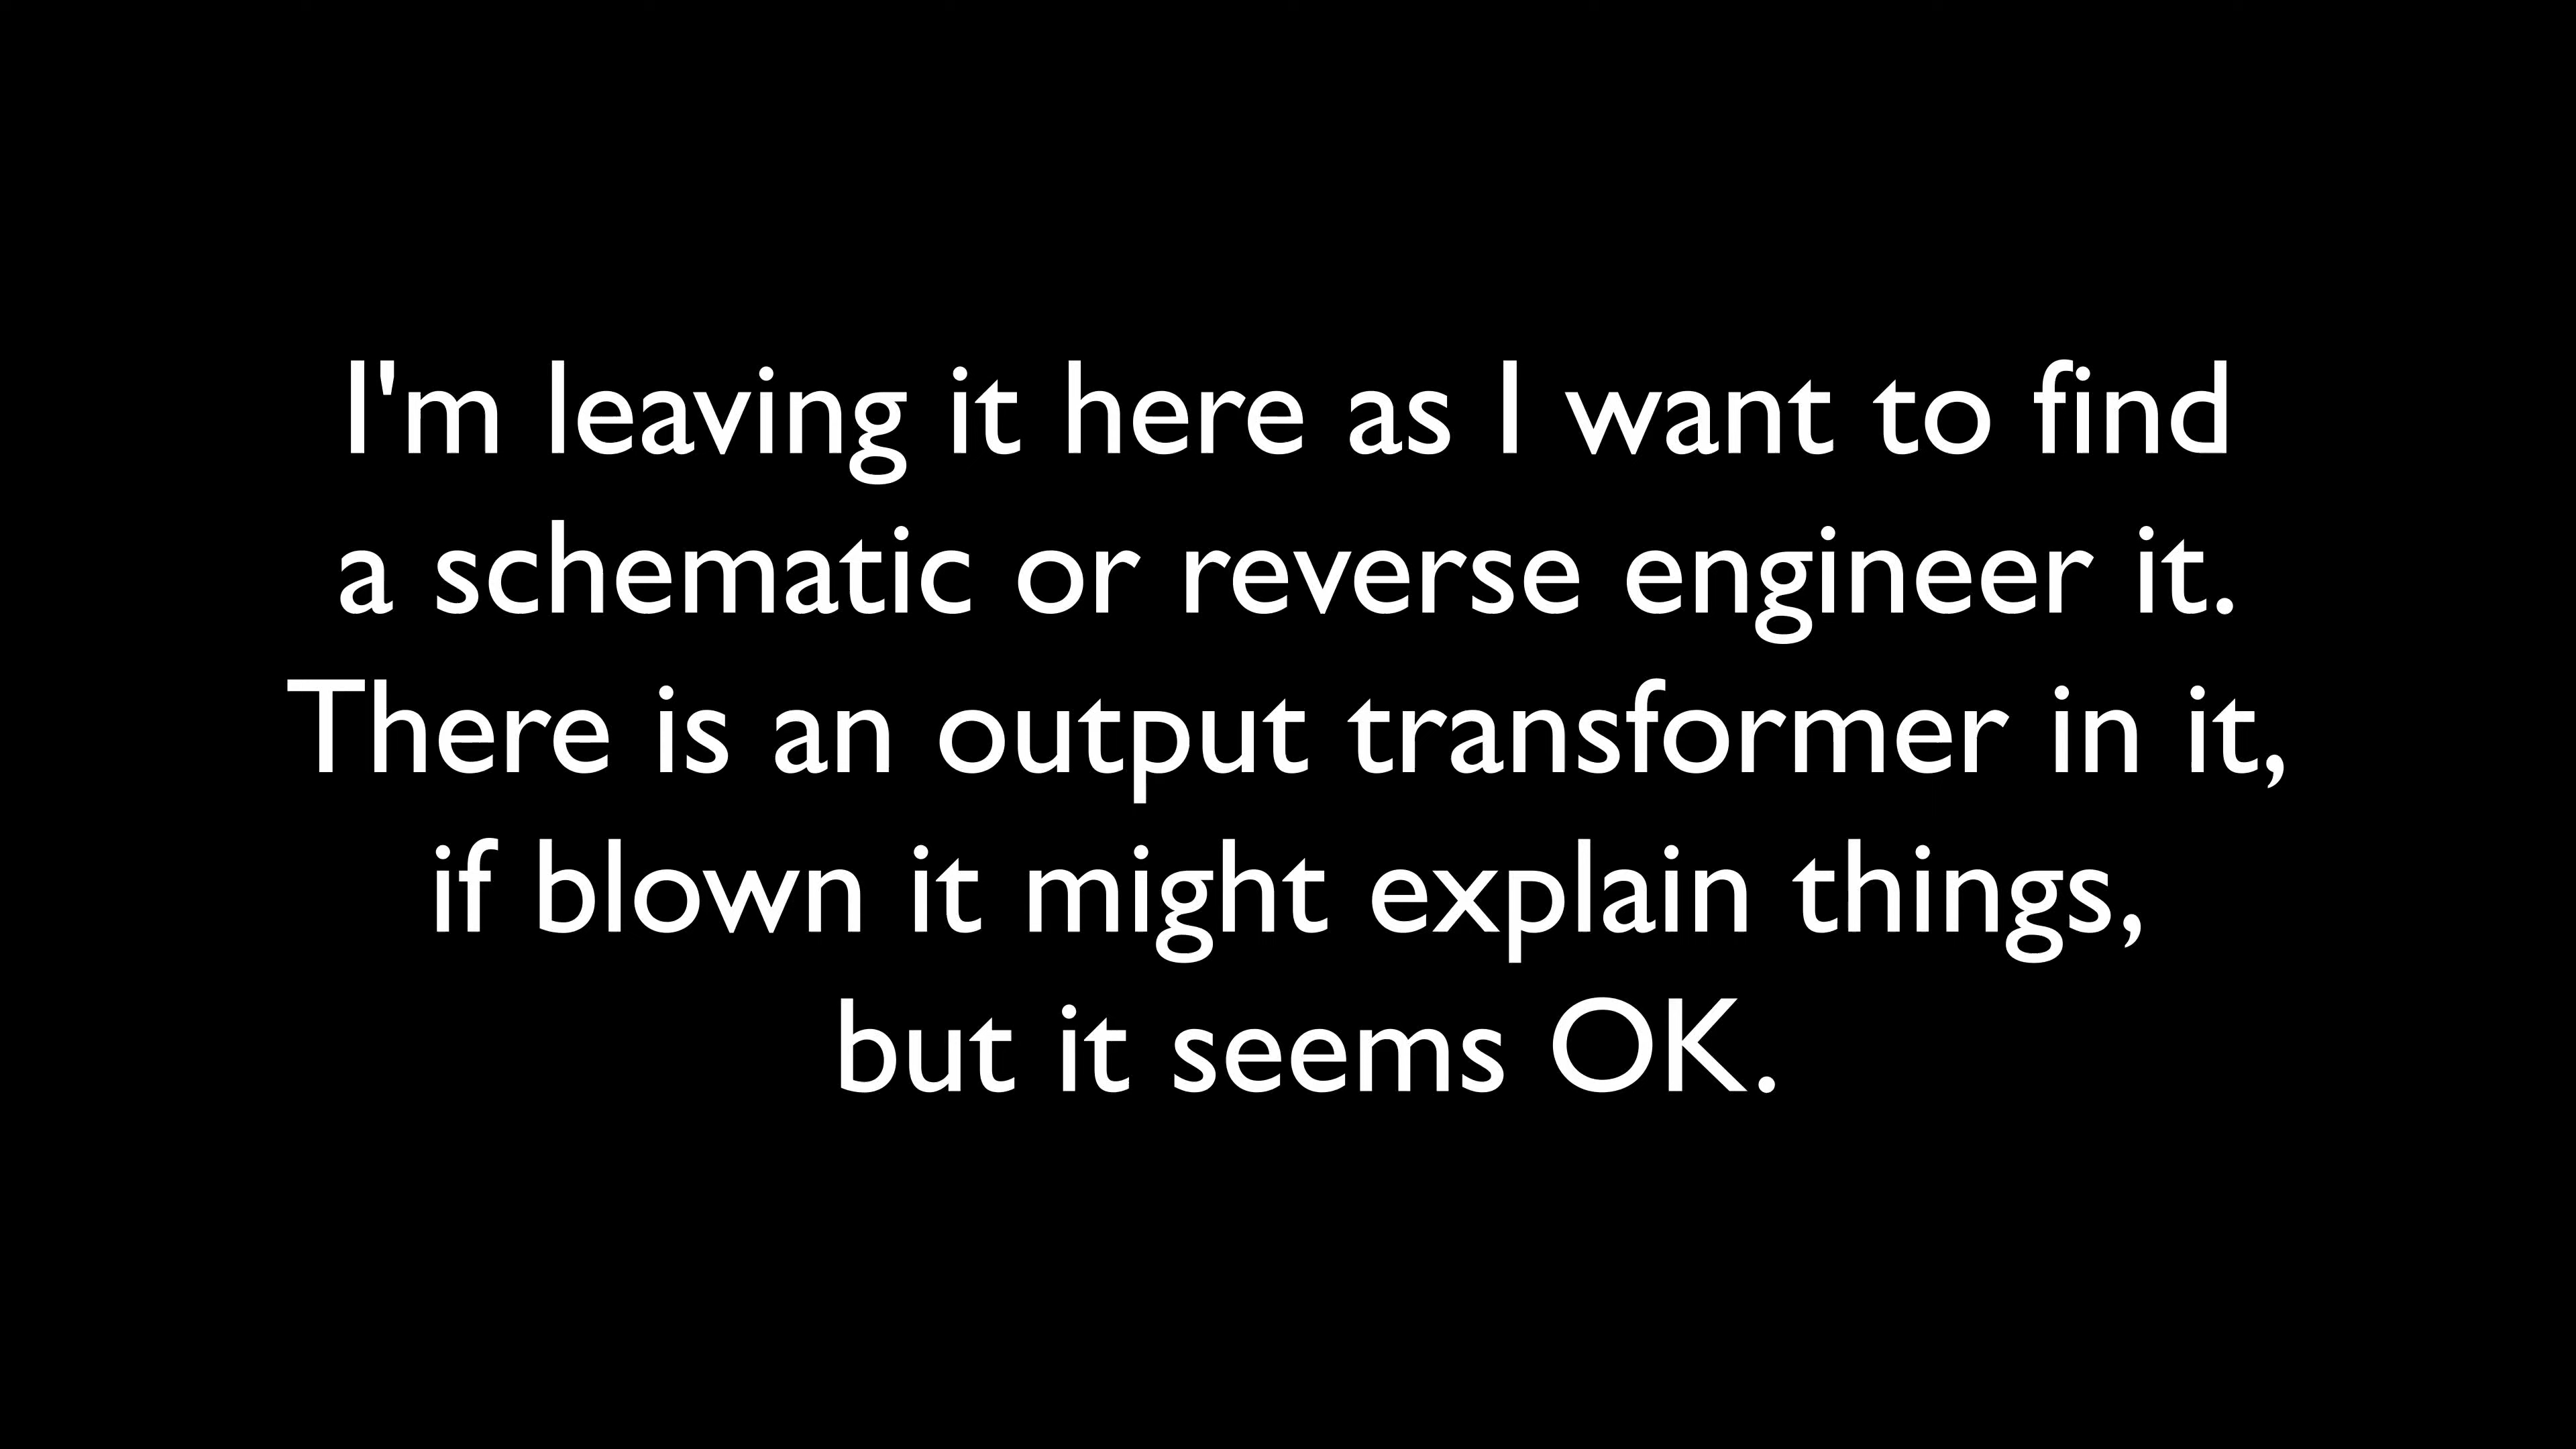 I'm leaving it here as I want to find
a schematic or reverse engineer it.
There is an output transformer in it,
if blown it might explain things,
but it seems OK.